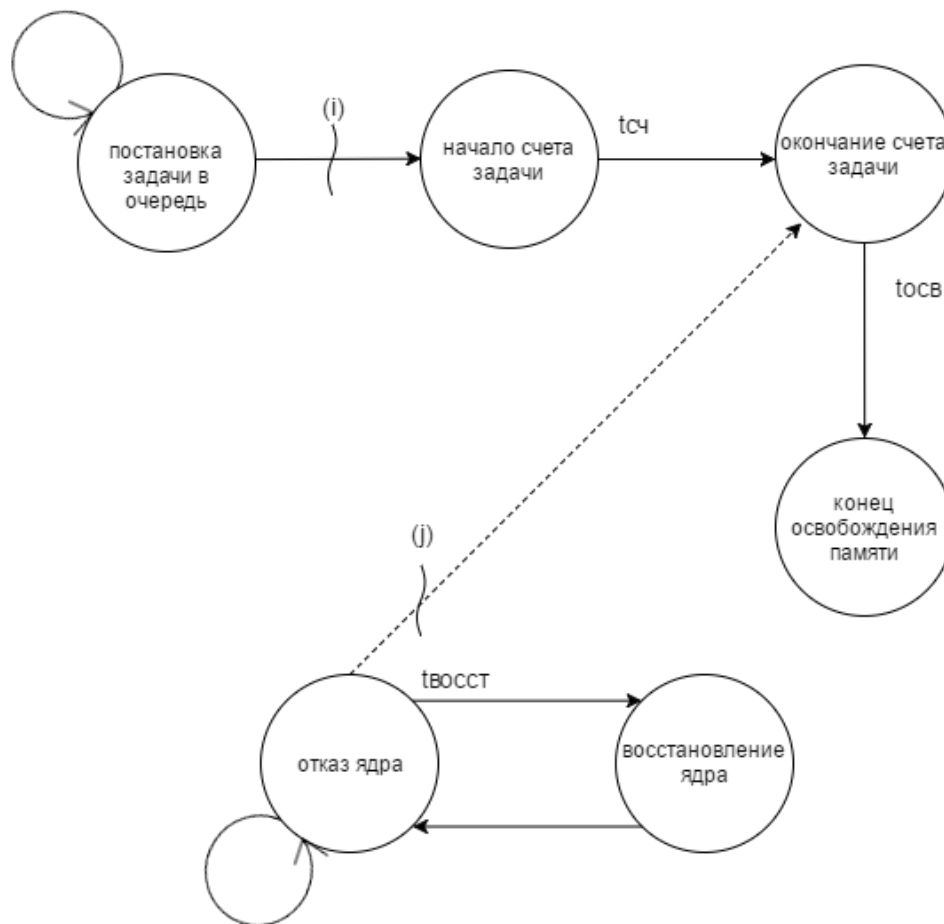 (i)
постановка
задачи в
очередь
начало счета
задачи
tсч
окончание счета
задачи
tосв
конец
освобождения
памяти
(j)
tвосст
отказ ядра
восстановление
ядра